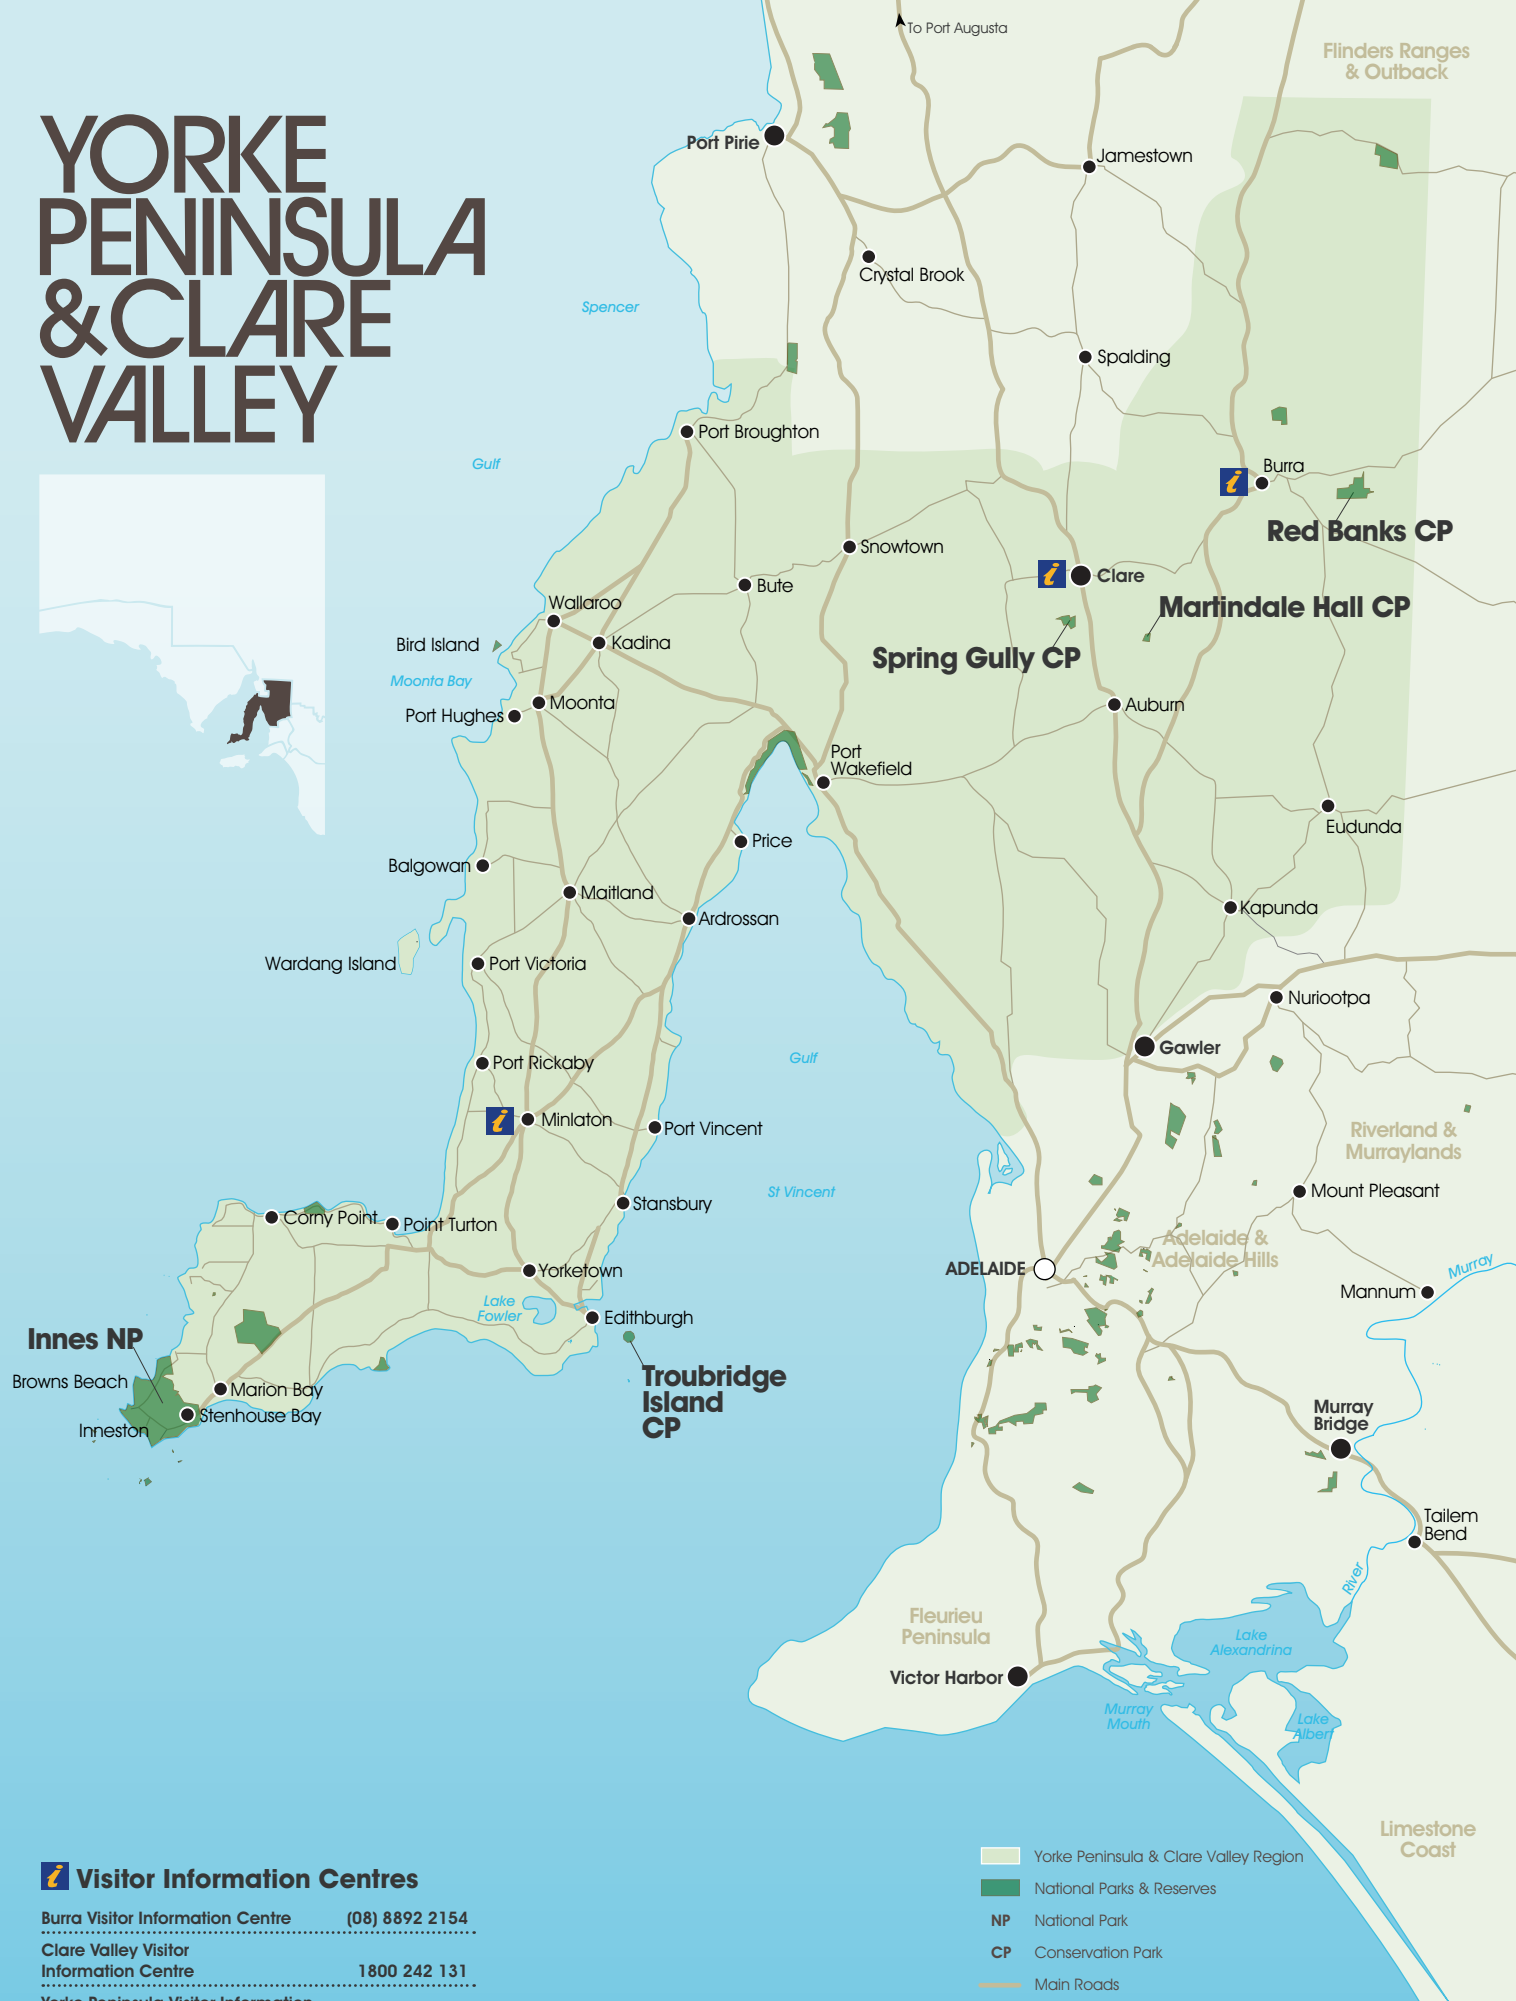 To Port Augusta
Flinders Ranges
& Outback
YORKE
PENINSULA
& CLARE
VALLEY
Port Pirie
Jamestown
Crystal Brook
Spencer
Spalding
Port Broughton
Gulf
Burra
Red Banks CP
Snowtown
Clare
Bute
Martindale Hall CP
Wallaroo
Bird Island
Kadina
Spring Gully CP
Moonta Bay
Moonta
Port Hughes
Auburn
Port
Wakefield
Eudunda
Price
Balgowan
Maitland
Kapunda
Ardrossan
Wardang Island
Port Victoria
Nuriootpa
Gawler
Gulf
Port Rickaby
Minlaton
Port Vincent
Riverland &
Murraylands
St Vincent
Mount Pleasant
Stansbury
Corny Point
Point Turton
Adelaide &
Adelaide Hills
ADELAIDE
Yorketown
Murray
Mannum
Lake
Fowler
Edithburgh
Innes NP
Troubridge
Island
CP
Browns Beach
Marion Bay
Stenhouse Bay
Inneston
Murray
Bridge
Tailem
Bend
River
Fleurieu
Peninsula
Lake
Alexandrina
Victor Harbor
Murray
Mouth
Lake
Albert
Limestone
Coast
i Visitor Information Centres
Burra Visitor Information Centre (08) 8892 2154
Clare Valley Visitor
Information Centre 1800 242 131
Yorke Peninsula Visitor Information
Yorke Peninsula & Clare Valley Region
National Parks & Reserves
NP National Park
CP Conservation Park
Main Roads